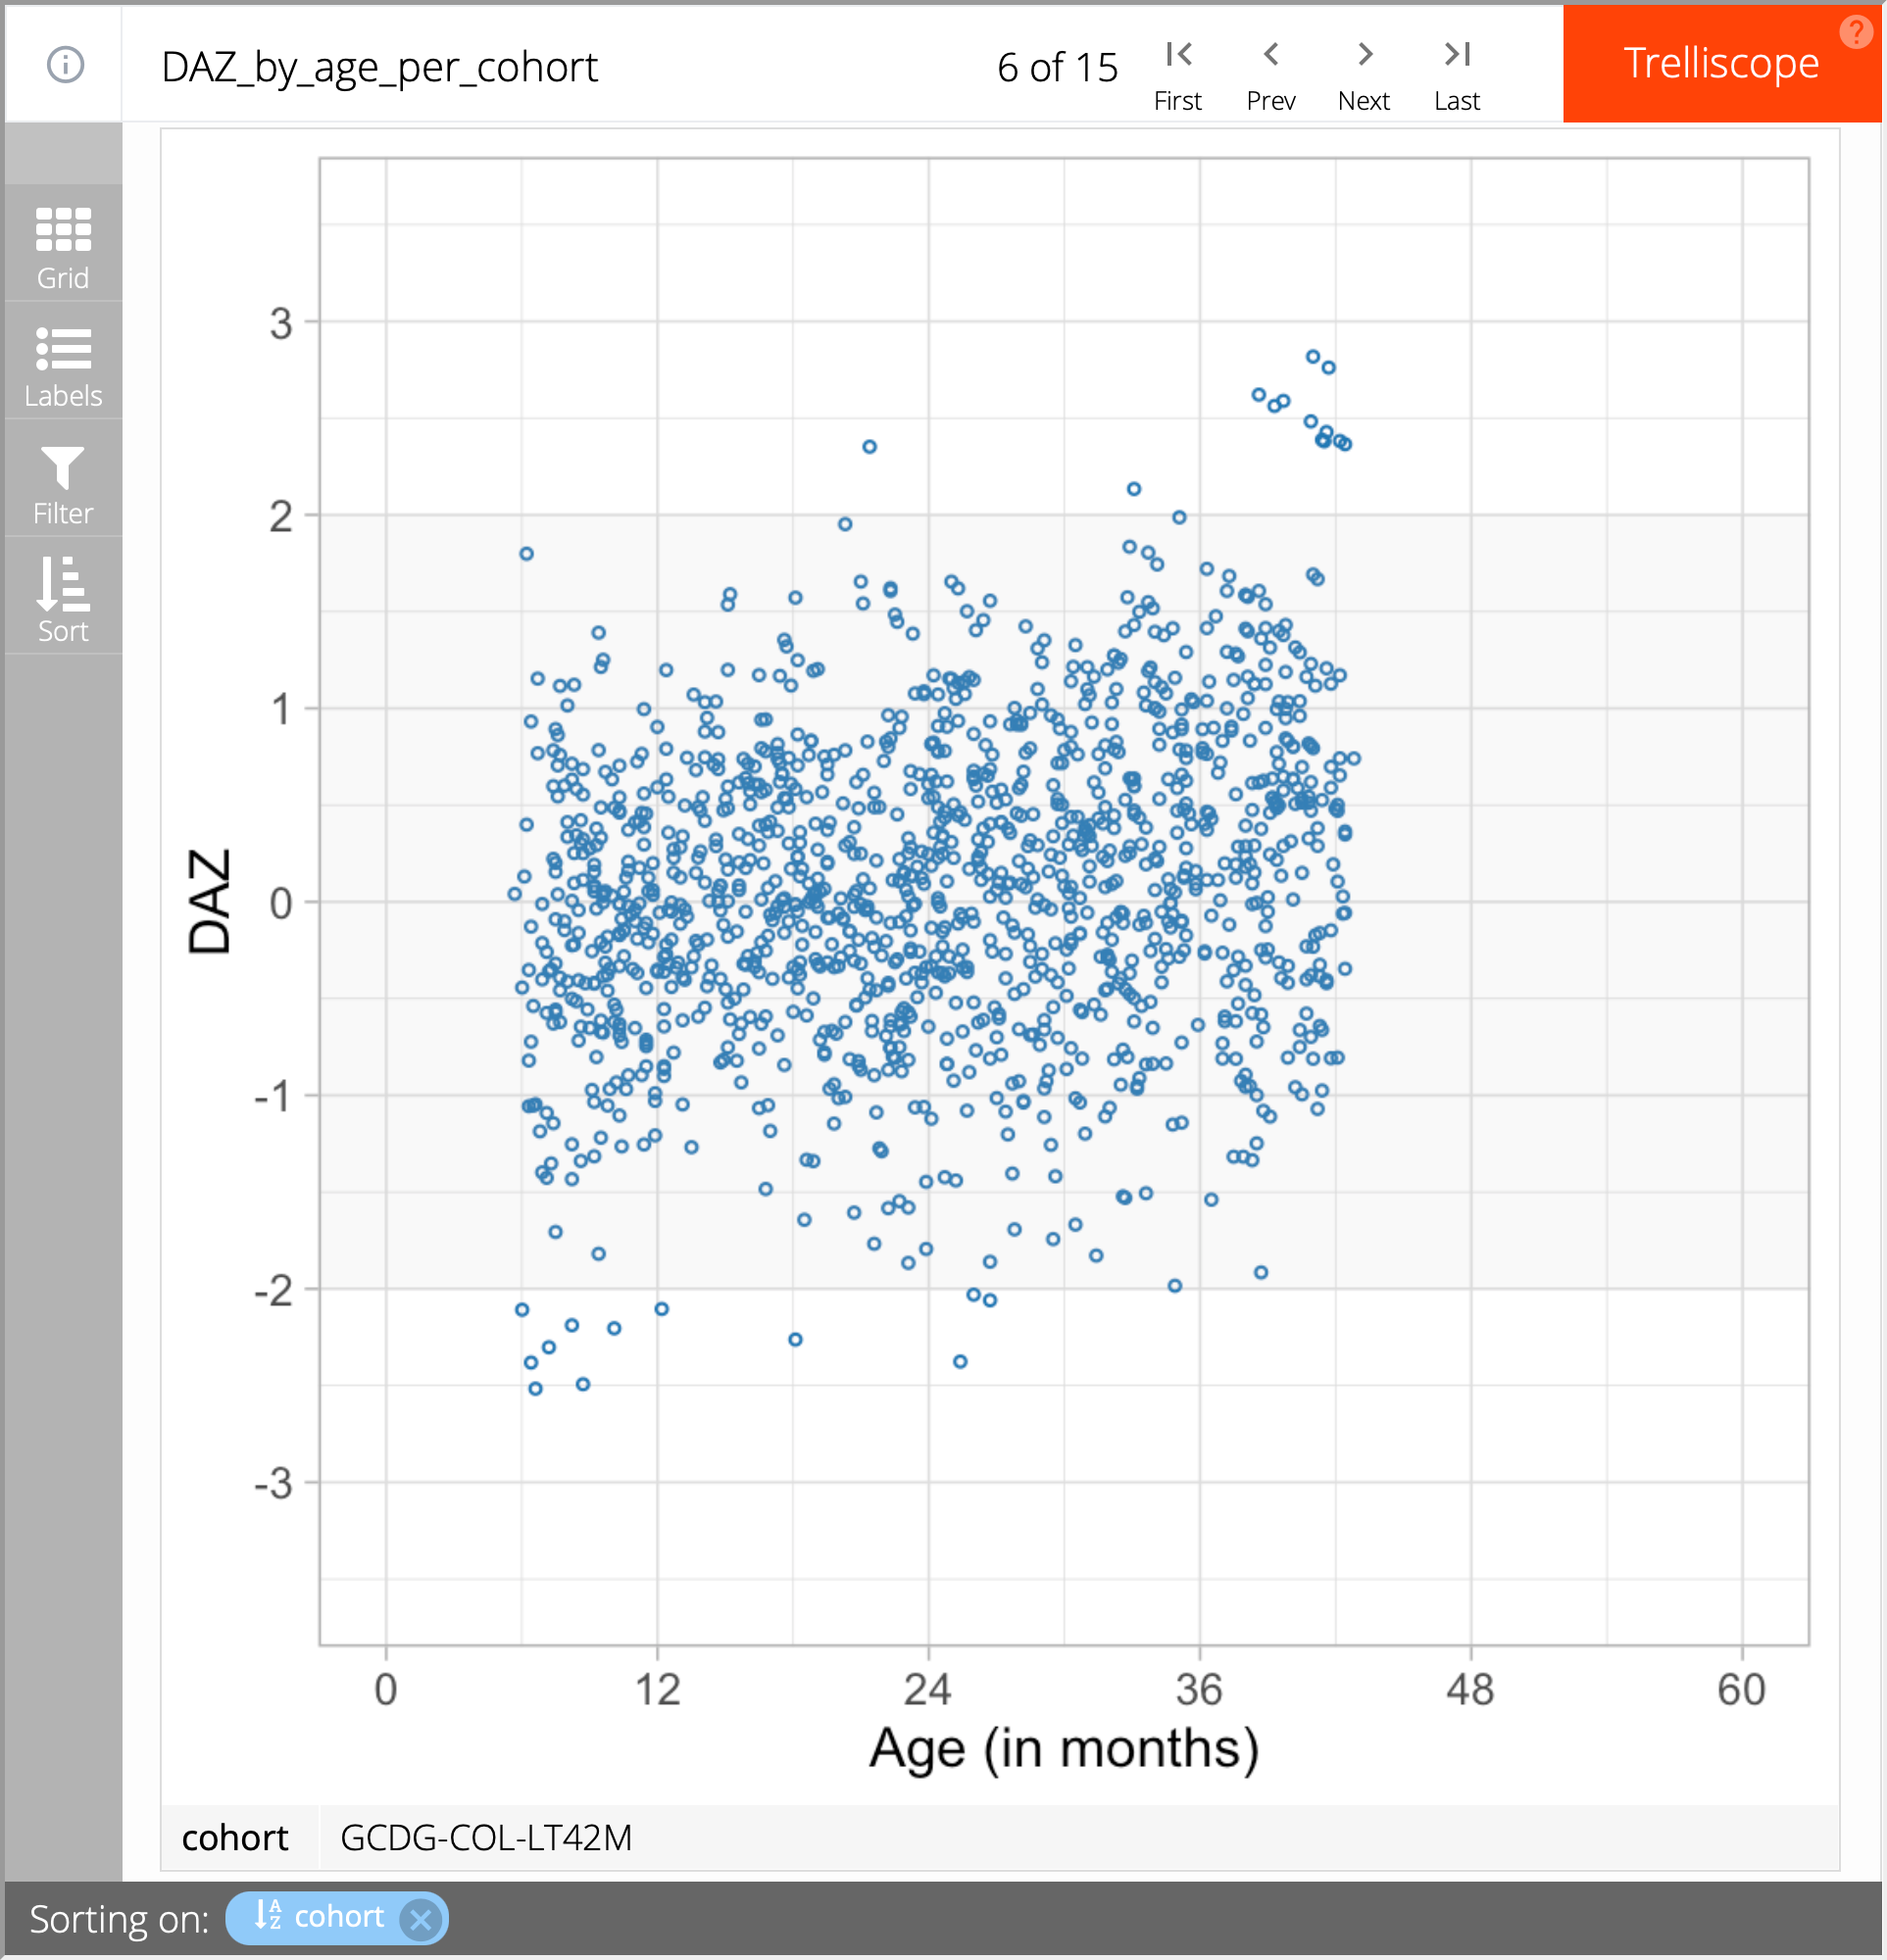 DAZ_by_age_per_cohort
6 of 15
First
Prev
Next
Last
Trelliscope
?
Grid
Labels
Filter
Sort
3
2
1
0
-1
-2
-3
DAZ
0 12 24 36 48 60
Age (in months)
cohort GCDG-COL-LT42M
Sorting on: A Z cohort